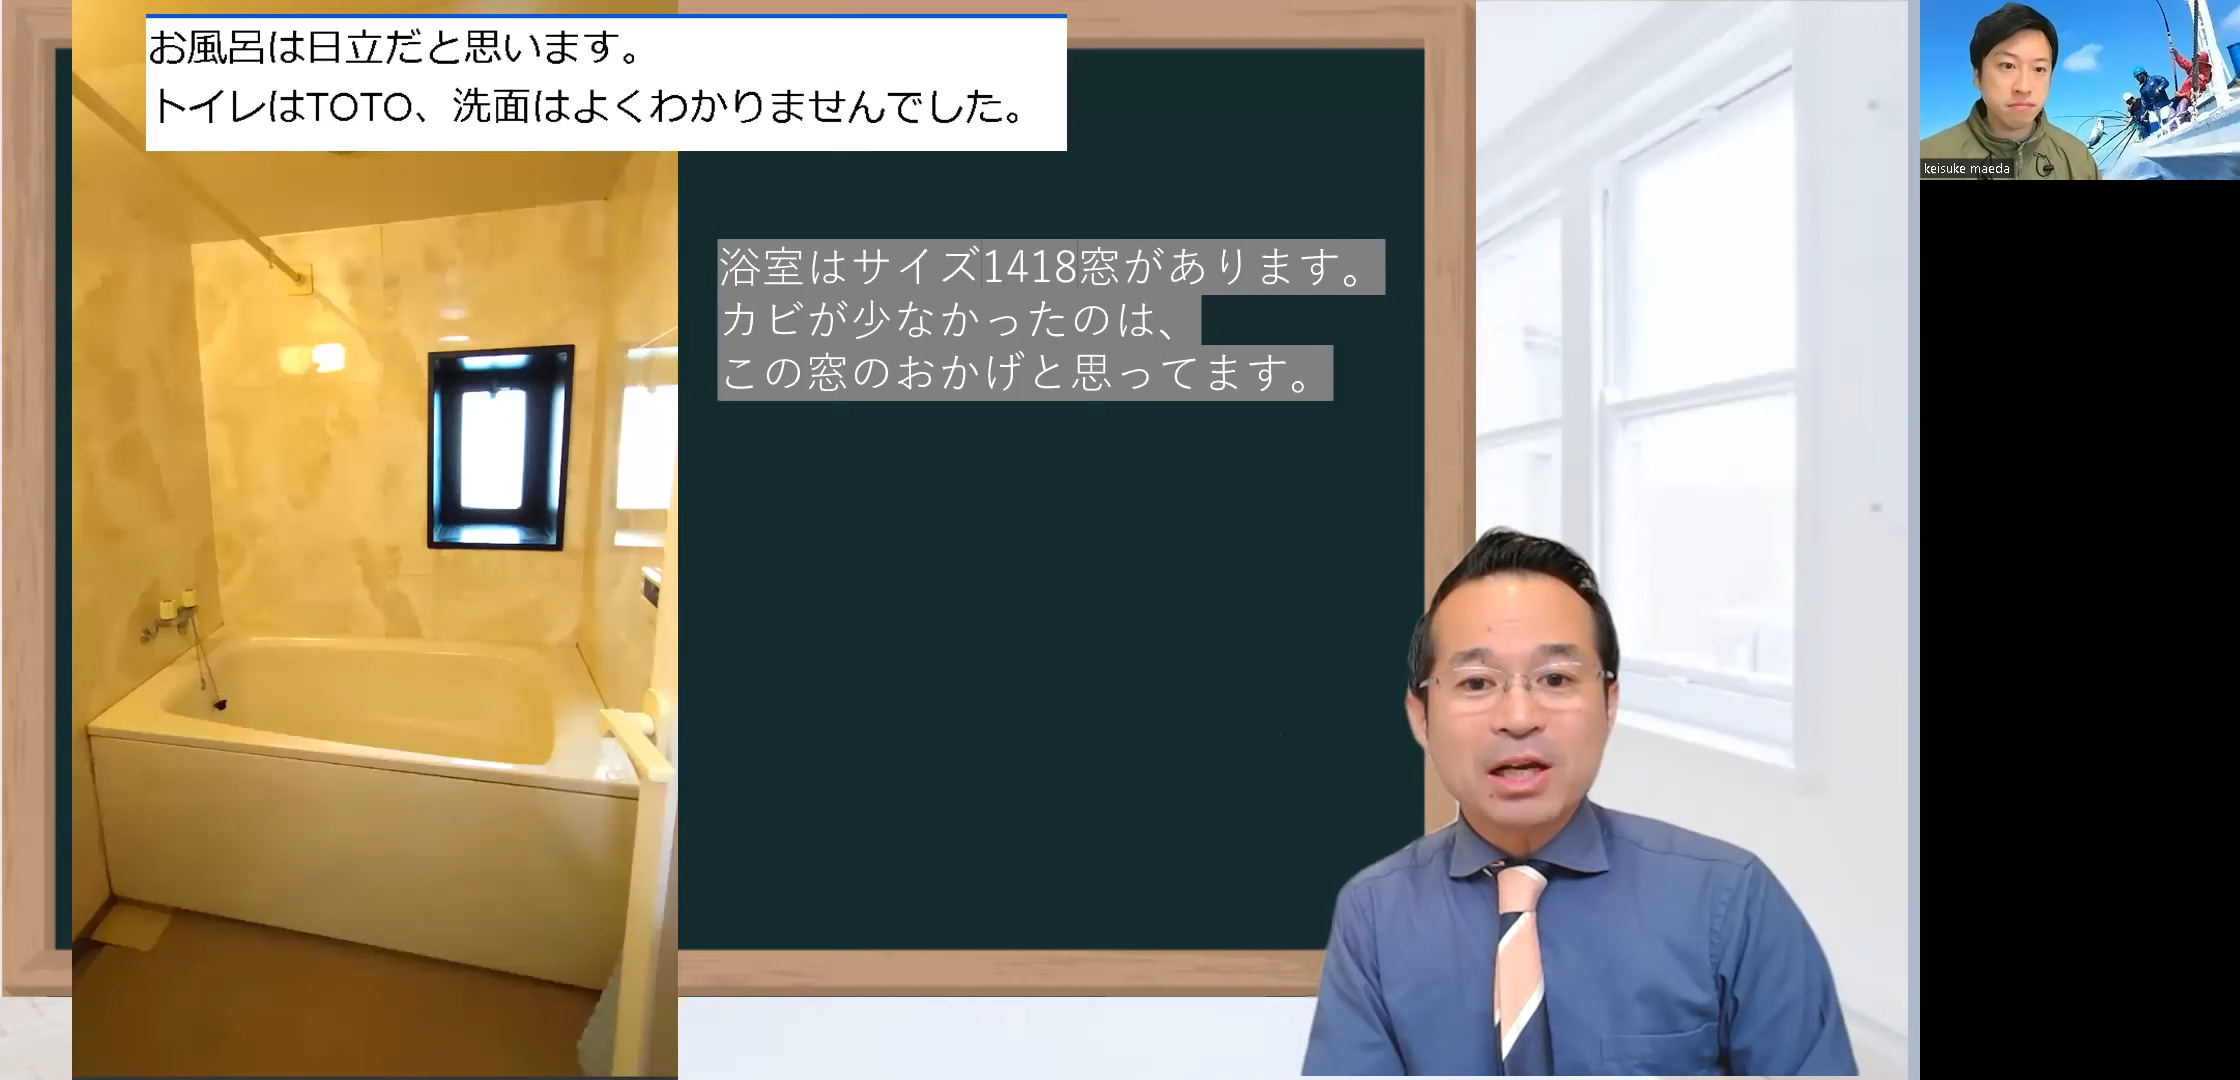 お風呂は日立だと思います。
トイレはTOTO、洗面はよくわかりませんでした。
浴室はサイズ1418窓があります。
カビが少なかったのは、
この窓のおかげと思ってます。
keisuke maeda